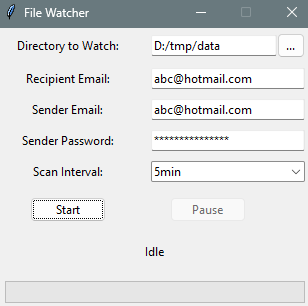 File Watcher
Directory to Watch: D:/tmp/data ...
Recipient Email: abc@hotmail.com
Sender Email: abc@hotmail.com
Sender Password: ***************
Scan Interval: 5min
Start Pause
Idle